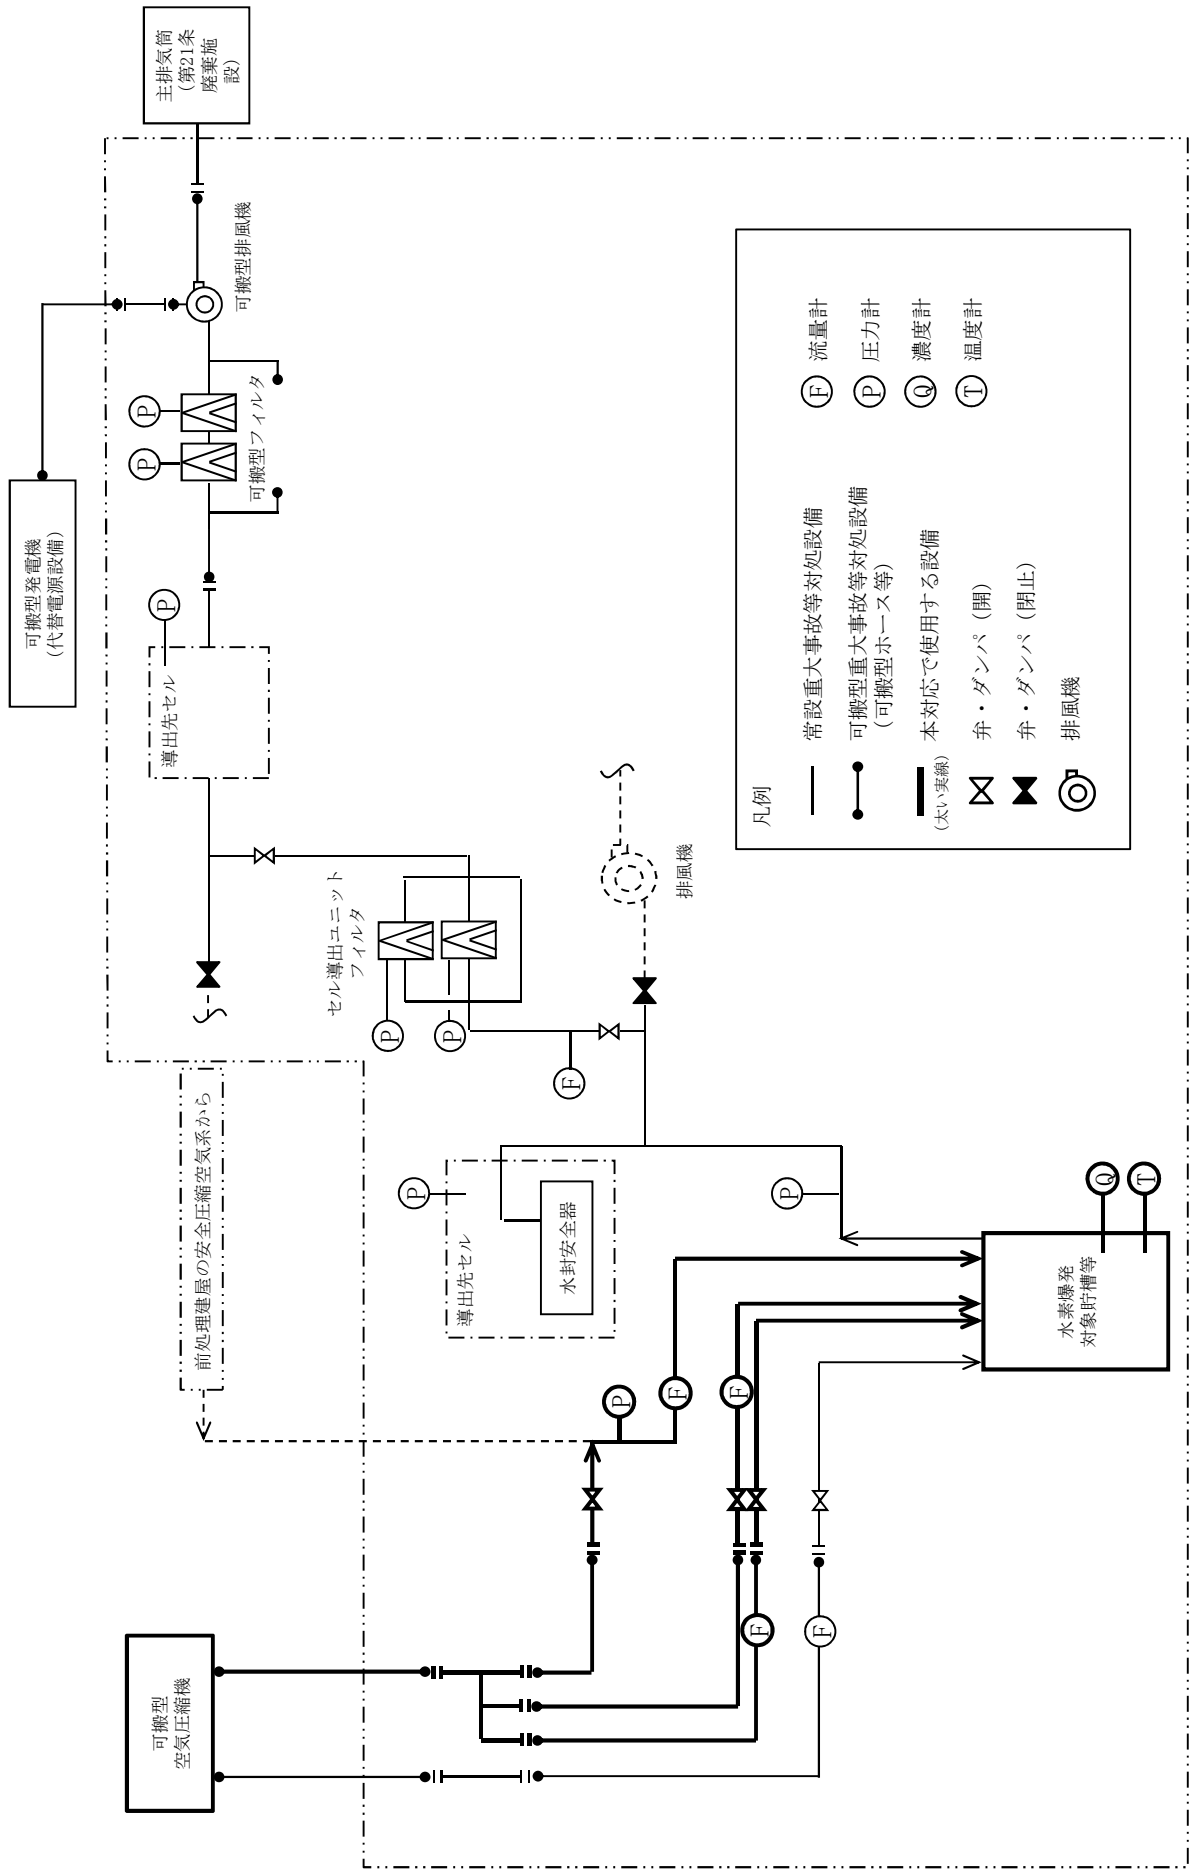 主排気筒
(第21条
廃棄施
設)
可搬型排風機
P
P
可搬型フィルタ
可搬型発電機
(代替電源設備)
P
導出先セル
セル導出ユニット
フィルタ
P
P
F
排風機
前処理建屋の安全圧縮空気系から
P
導出先セル
水封安全器
P
P
F
F
F
F
水素爆発
対象貯槽等
Q
T
可搬型
空気圧縮機
凡例
常設重大事故等対処設備
可搬型重大事故等対処設備
(可搬型ホース等)
本対応で使用する設備
(太い実線)
弁・ダンパ（開）
弁・ダンパ（閉止）
排風機
F 流量計
P 圧力計
Q 濃度計
T 温度計